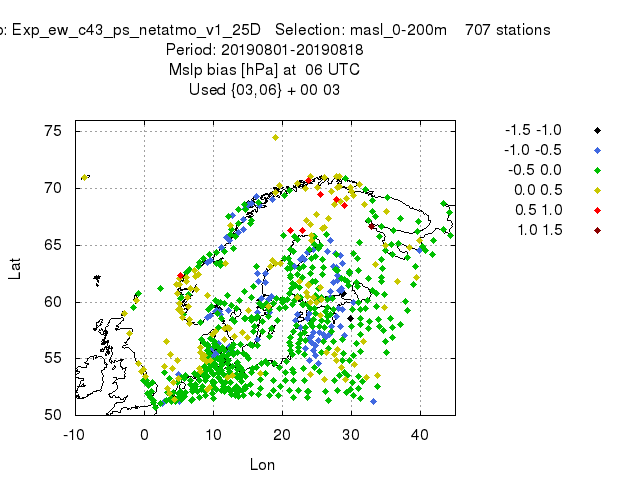 : Exp_ew_c43_ps_netatmo_v1_25D Selection: masl_0-200m 707 stations
Period: 20190801-20190818
Mslp bias [hPa] at 06 UTC
Used {03,06} + 00 03
75
70
65
60
55
50
Lat
-10 0 10 20 30 40
Lon
-1.5 -1.0
-1.0 -0.5
-0.5 0.0
0.0 0.5
0.5 1.0
1.0 1.5